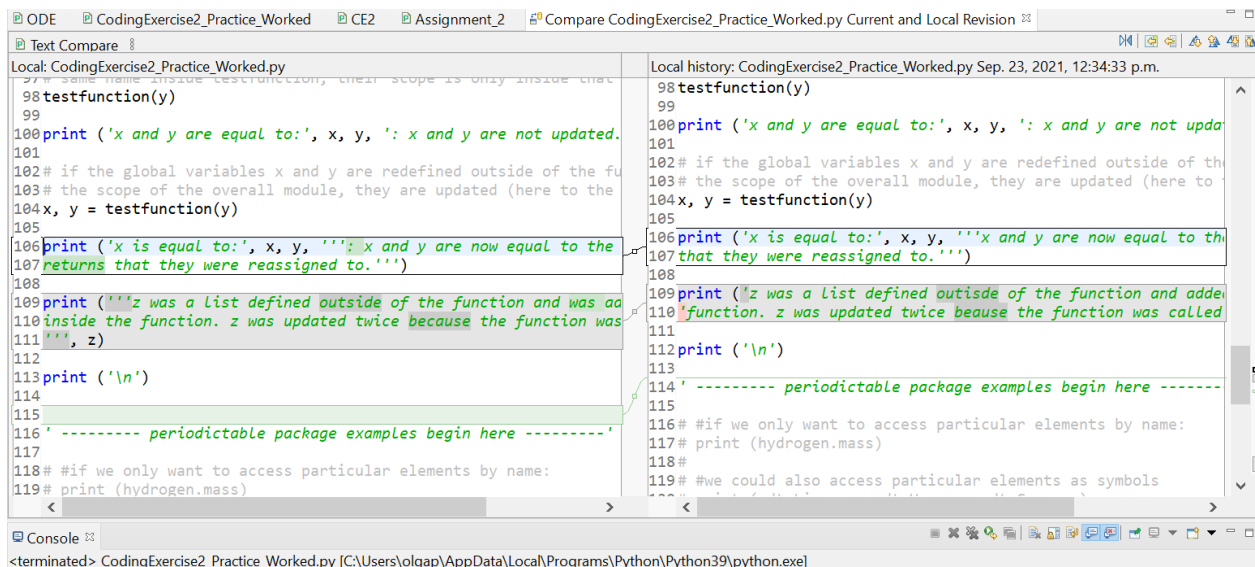 ODE CodingExercise2_Practice_Worked CE2 Assignment_2 Compare CodingExercise2_Practice_Worked.py Current and Local Revision
Text Compare
Local: CodingExercise2_Practice_Worked.py
97# same name inside testfunction, their scope is only inside that
98 testfunction(y)
99
100 print ('x and y are equal to:', x, y, ': x and y are not updated.
101
102 # if the global variables x and y are redefined outside of the fu
103 # the scope of the overall module, they are updated (here to the
104 x, y = testfunction(y)
105
106 print ('x is equal to:', x, y, ''': x and y are now equal to the
107 returns that they were reassigned to.''')
108
109 print ('''z was a list defined outside of the function and was ad
110 inside the function. z was updated twice because the function was
111 ''', z)
112
113 print ('\n')
114
115
116 ' --------- periodictable package examples begin here ---------'
117
118 # #if we only want to access particular elements by name:
119 # print (hydrogen.mass)
Local history: CodingExercise2_Practice_Worked.py Sep. 23, 2021, 12:34:33 p.m.
98 testfunction(y)
99
100 print ('x and y are equal to:', x, y, ': x and y are not upda
101
102 # if the global variables x and y are redefined outside of th
103 # the scope of the overall module, they are updated (here to
104 x, y = testfunction(y)
105
106 print ('x is equal to:', x, y, '''x and y are now equal to th
107 that they were reassigned to.''')
108
109 print ('z was a list defined outisde of the function and adde
110 'function. z was updated twice beause the function was called
111
112 print ('\n')
113
114 ' --------- periodictable package examples begin here -------
115
116 # #if we only want to access particular elements by name:
117 # print (hydrogen.mass)
118 #
119 # #we could also access particular elements as symbols
Console
<terminated> CodingExercise2_Practice_Worked.py [C:\Users\olgap\AppData\Local\Programs\Python\Python39\python.exe]